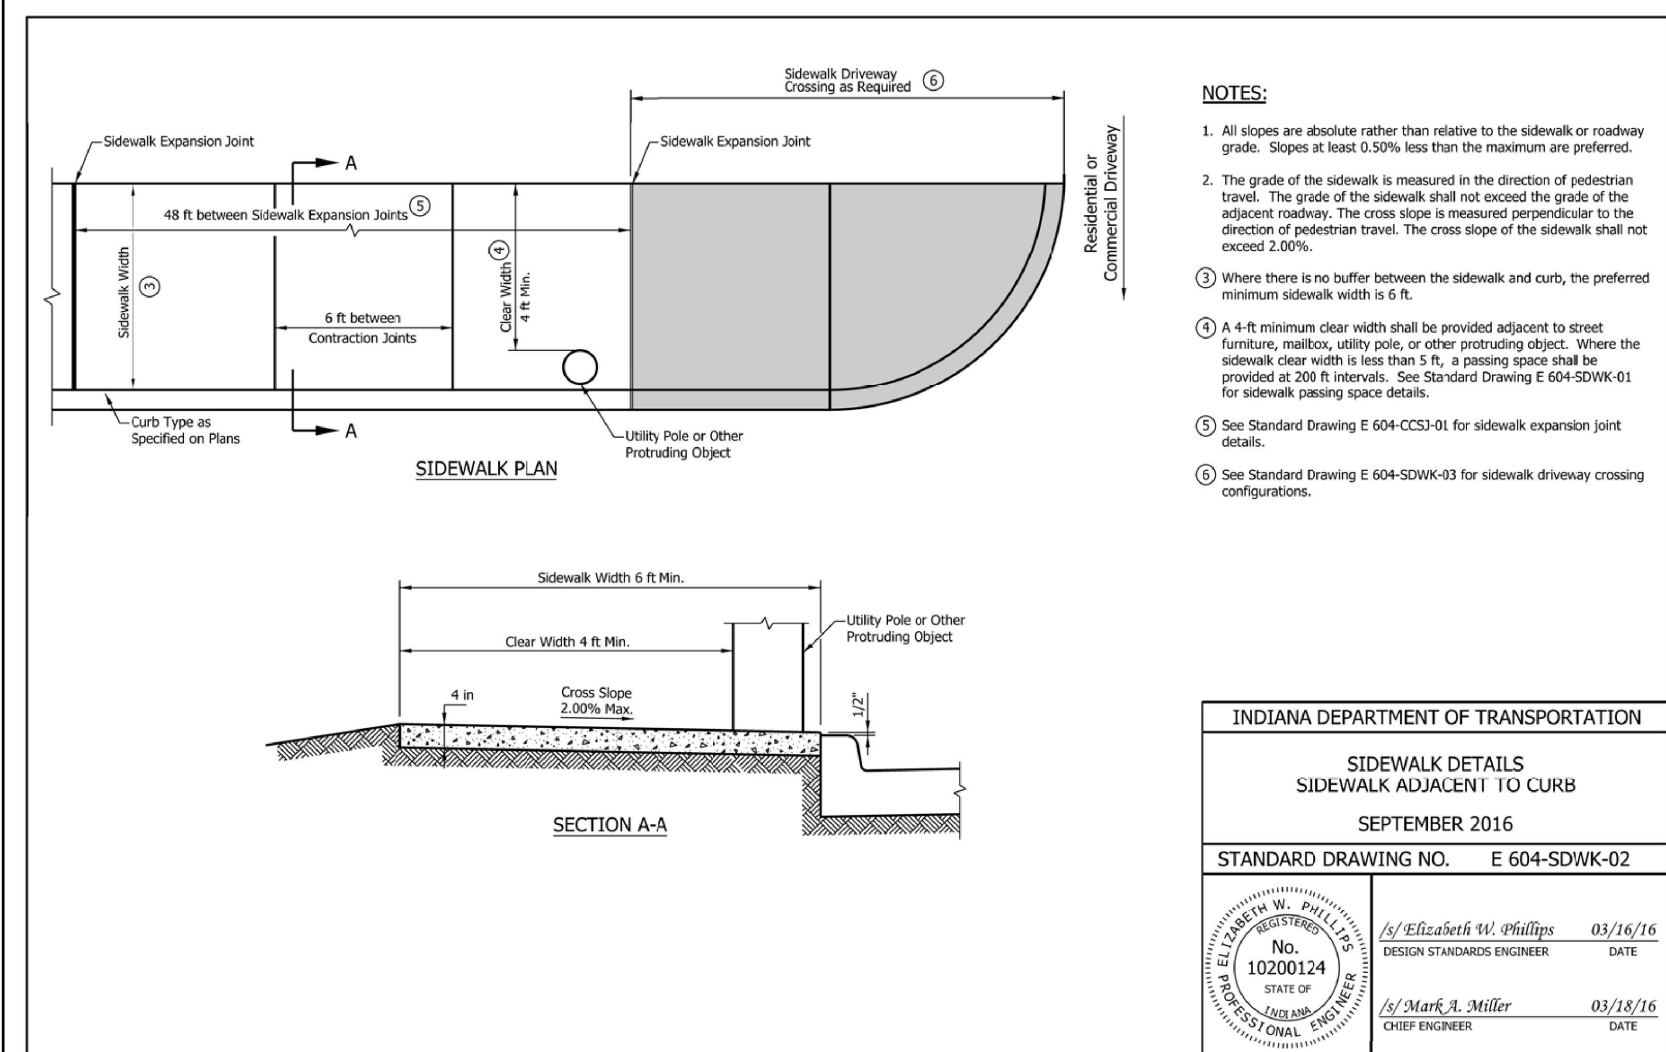 Sidewalk Driveway
Crossing as Required 6
Sidewalk Expansion Joint
A
Sidewalk Expansion Joint
48 ft between Sidewalk Expansion Joints 5
Sidewalk Width 3
6 ft between
Contraction Joints
Clear Width 4
4 ft Min.
Residential or
Commercial Driveway
Curb Type as
Specified on Plans
A
Utility Pole or Other
Protruding Object
SIDEWALK PLAN
Sidewalk Width 6 ft Min.
Clear Width 4 ft Min.
Utility Pole or Other
Protruding Object
4 in
Cross Slope
2.00% Max.
1/2"
SECTION A-A
NOTES:
1. All slopes are absolute rather than relative to the sidewalk or roadway
grade. Slopes at least 0.50% less than the maximum are preferred.
2. The grade of the sidewalk is measured in the direction of pedestrian
travel. The grade of the sidewalk shall not exceed the grade of the
adjacent roadway. The cross slope is measured perpendicular to the
direction of pedestrian travel. The cross slope of the sidewalk shall not
exceed 2.00%.
3 Where there is no buffer between the sidewalk and curb, the preferred
minimum sidewalk width is 6 ft.
4 A 4-ft minimum clear width shall be provided adjacent to street
furniture, mailbox, utility pole, or other protruding object. Where the
sidewalk clear width is less than 5 ft, a passing space shall be
provided at 200 ft intervals. See Standard Drawing E 604-SDWK-01
for sidewalk passing space details.
5 See Standard Drawing E 604-CCSJ-01 for sidewalk expansion joint
details.
6 See Standard Drawing E 604-SDWK-03 for sidewalk driveway crossing
configurations.
INDIANA DEPARTMENT OF TRANSPORTATION
SIDEWALK DETAILS
SIDEWALK ADJACENT TO CURB
SEPTEMBER 2016
STANDARD DRAWING NO. E 604-SDWK-02
ELIZABETH W. PHILLIPS
REGISTERED
No.
10200124
STATE OF
INDIANA
PROFESSIONAL ENGINEER
/s/ Elizabeth W. Phillips 03/16/16
DESIGN STANDARDS ENGINEER DATE
/s/ Mark A. Miller 03/18/16
CHIEF ENGINEER DATE